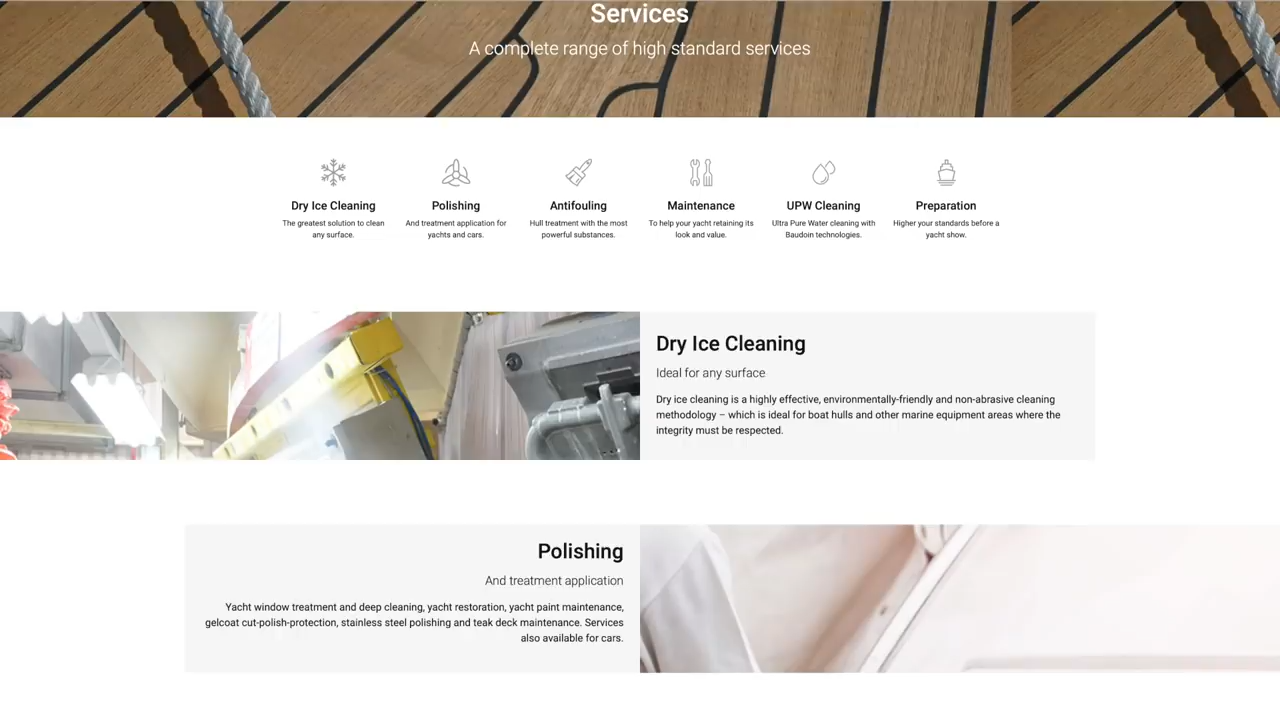 Services
A complete range of high standard services
Dry Ice Cleaning
The greatest solution to clean
any surface.
Polishing
And treatment application for
yachts and cars.
Antifouling
Hull treatment with the most
powerful substances.
Maintenance
To help your yacht retaining its
look and value.
UPW Cleaning
Ultra Pure Water cleaning with
Baudoin technologies.
Preparation
Higher your standards before a
yacht show.
Dry Ice Cleaning
Ideal for any surface
Dry ice cleaning is a highly effective, environmentally-friendly and non-abrasive cleaning
methodology – which is ideal for boat hulls and other marine equipment areas where the
integrity must be respected.
Polishing
And treatment application
Yacht window treatment and deep cleaning, yacht restoration, yacht paint maintenance,
gelcoat cut-polish-protection, stainless steel polishing and teak deck maintenance. Services
also available for cars.